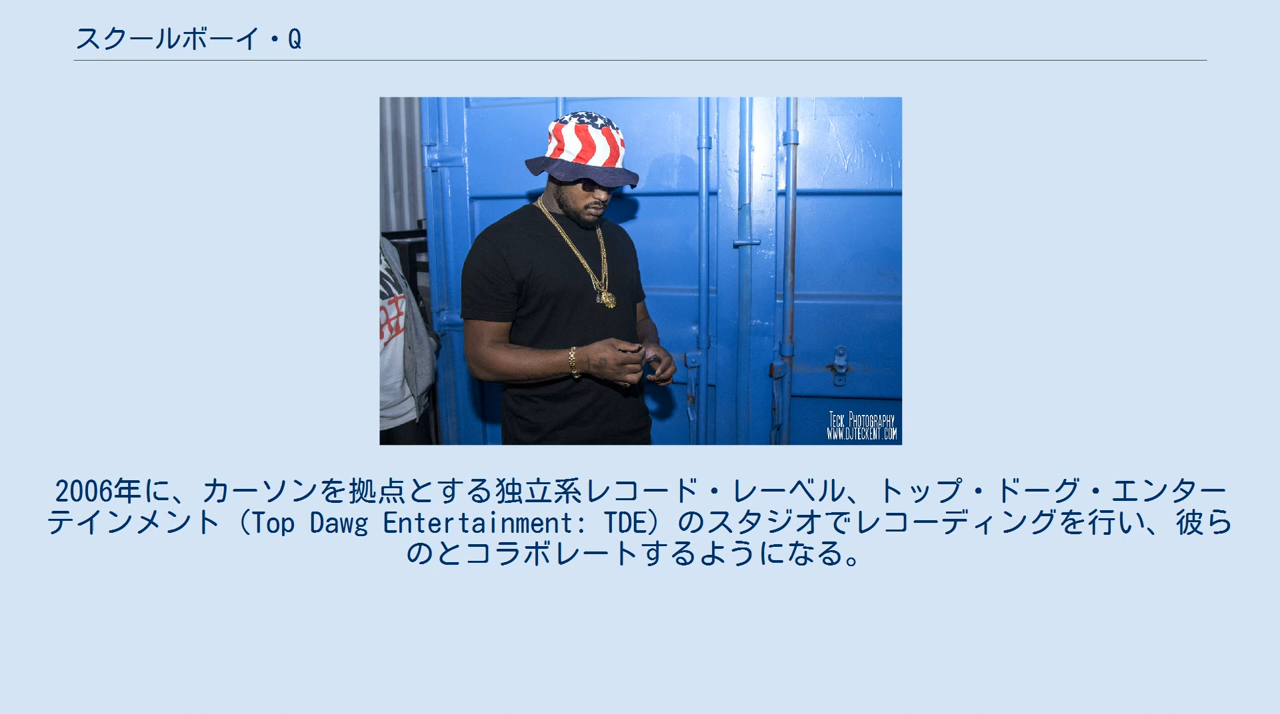 スクールボーイ・Q
TECK PHOTOGRAPHY
WWW.DJTECKENT.COM
2006年に、カーソンを拠点とする独立系レコード・レーベル、トップ・ドーグ・エンター
テインメント（Top Dawg Entertainment: TDE）のスタジオでレコーディングを行い、彼ら
のとコラボレートするようになる。